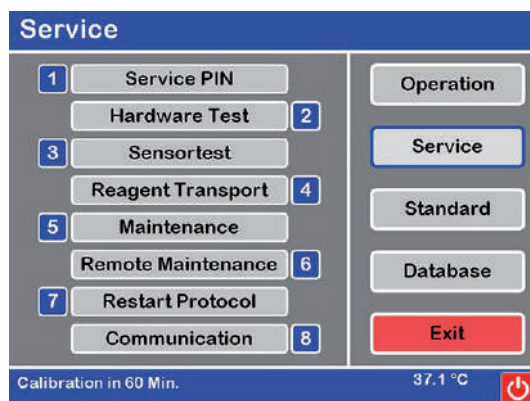 Service
1 Service PIN
Hardware Test 2
3 Sensortest
Reagent Transport 4
5 Maintenance
Remote Maintenance 6
7 Restart Protocol
Communication 8
Operation
Service
Standard
Database
Exit
Calibration in 60 Min.
37.1 °C